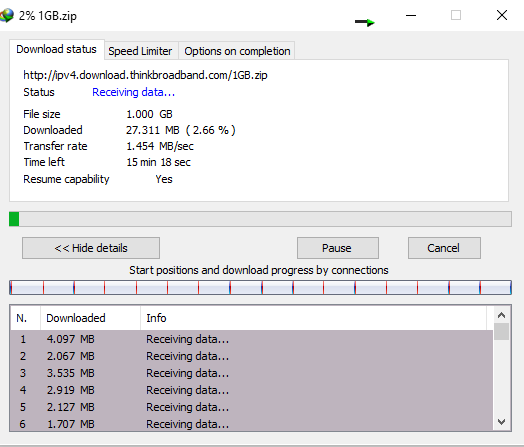 2% 1GB.zip
Download status Speed Limiter Options on completion
http://ipv4.download.thinkbroadband.com/1GB.zip
Status Receiving data...
File size 1.000 GB
Downloaded 27.311 MB ( 2.66 % )
Transfer rate 1.454 MB/sec
Time left 15 min 18 sec
Resume capability Yes
<< Hide details Pause Cancel
Start positions and download progress by connections
N. Downloaded Info
1 4.097 MB Receiving data...
2 2.067 MB Receiving data...
3 3.535 MB Receiving data...
4 2.919 MB Receiving data...
5 2.127 MB Receiving data...
6 1.707 MB Receiving data...